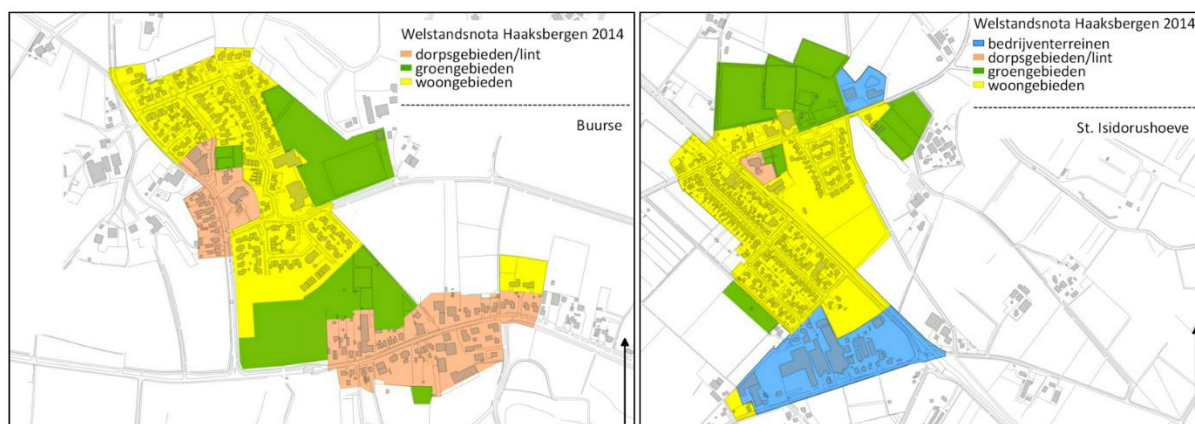 Welstandsnota Haaksbergen 2014
dorpsgebieden/lint
groengebieden
woongebieden
Buurse
Welstandsnota Haaksbergen 2014
bedrijventerreinen
dorpsgebieden/lint
groengebieden
woongebieden
St. Isidorushoeve